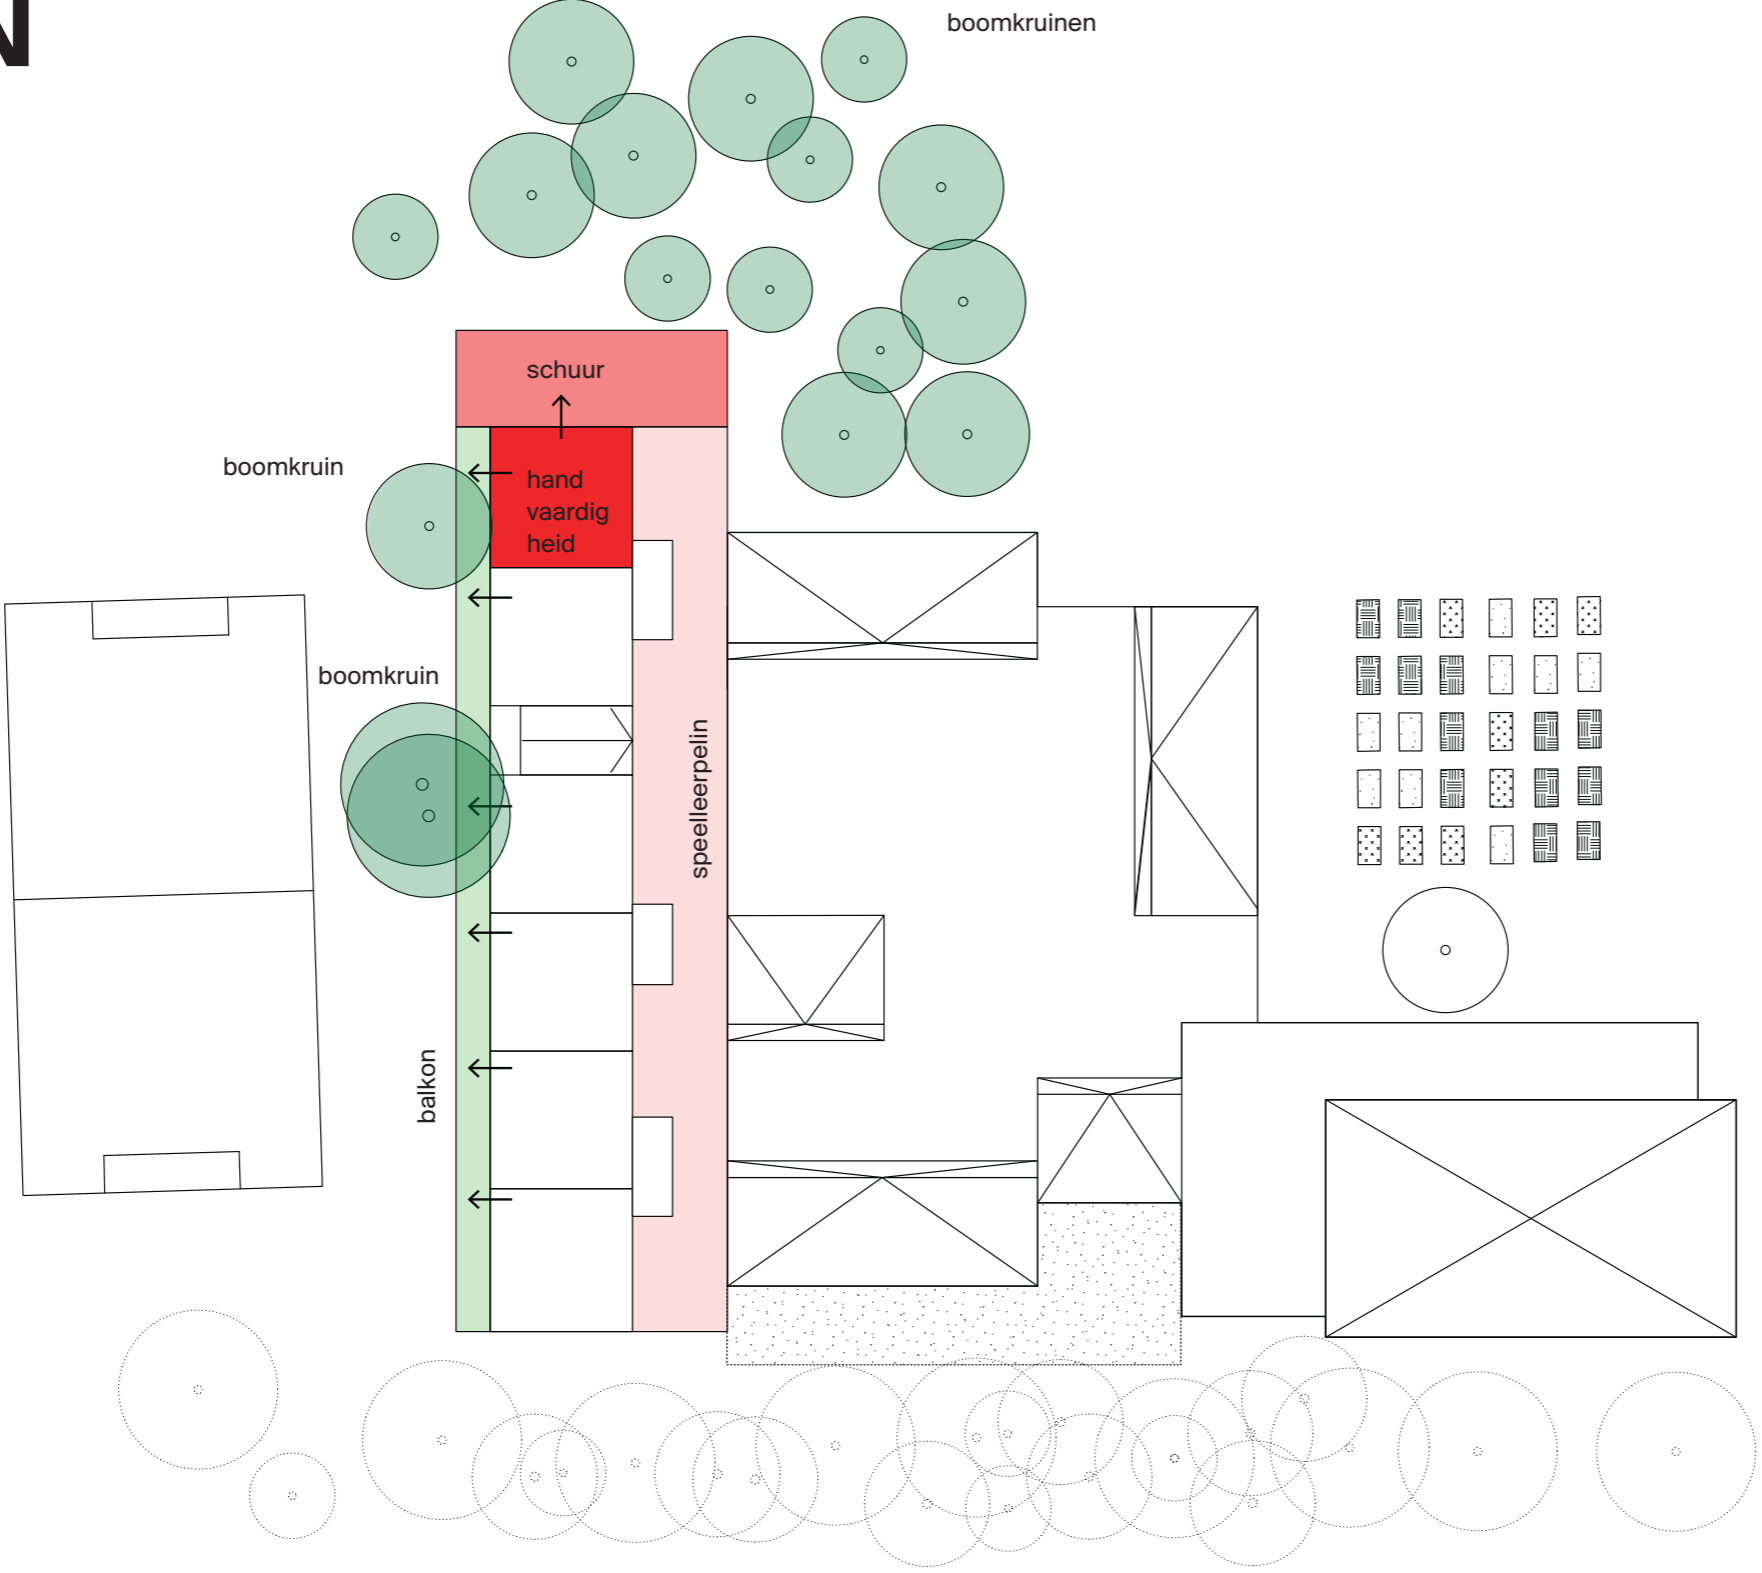 N
boomkruinen
schuur
boomkruin
hand
vaardig
heid
boomkruin
speelleerpelin
balkon